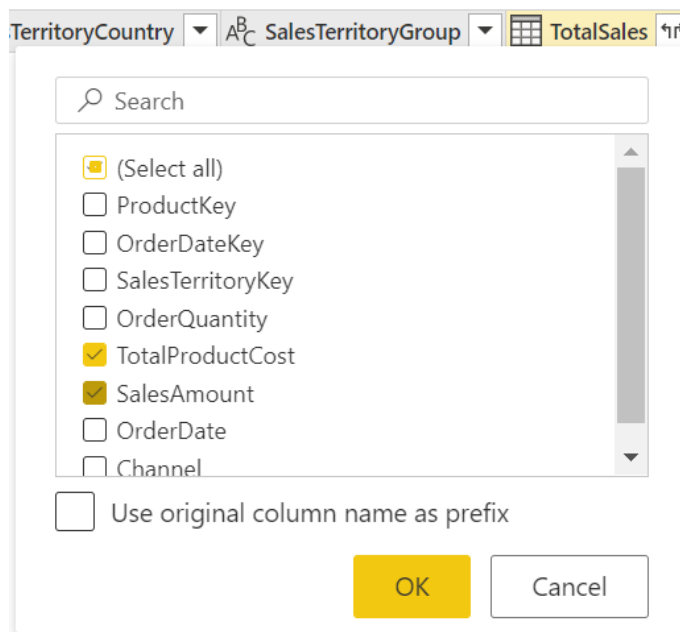 TerritoryCountry ABC SalesTerritoryGroup TotalSales
Search
(Select all)
ProductKey
OrderDateKey
SalesTerritoryKey
OrderQuantity
TotalProductCost
SalesAmount
OrderDate
Channel
Use original column name as prefix
OK Cancel